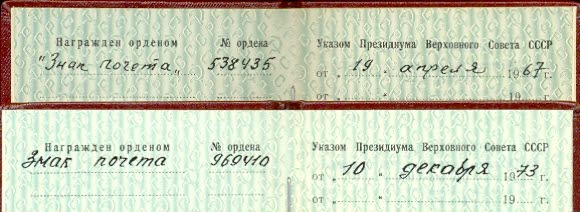 Награжден орденом № ордена Указом Президиума Верховного Совета СССР
"Знак почета" 538435 от „ 19 " апреля 1967 г.
от „ " 19 г.
Награжден орденом № ордена Указом Президиума Верховного Совета СССР
Знак почета 969410 от „ 10 " декабря 1973 г.
от „ " 19 г.